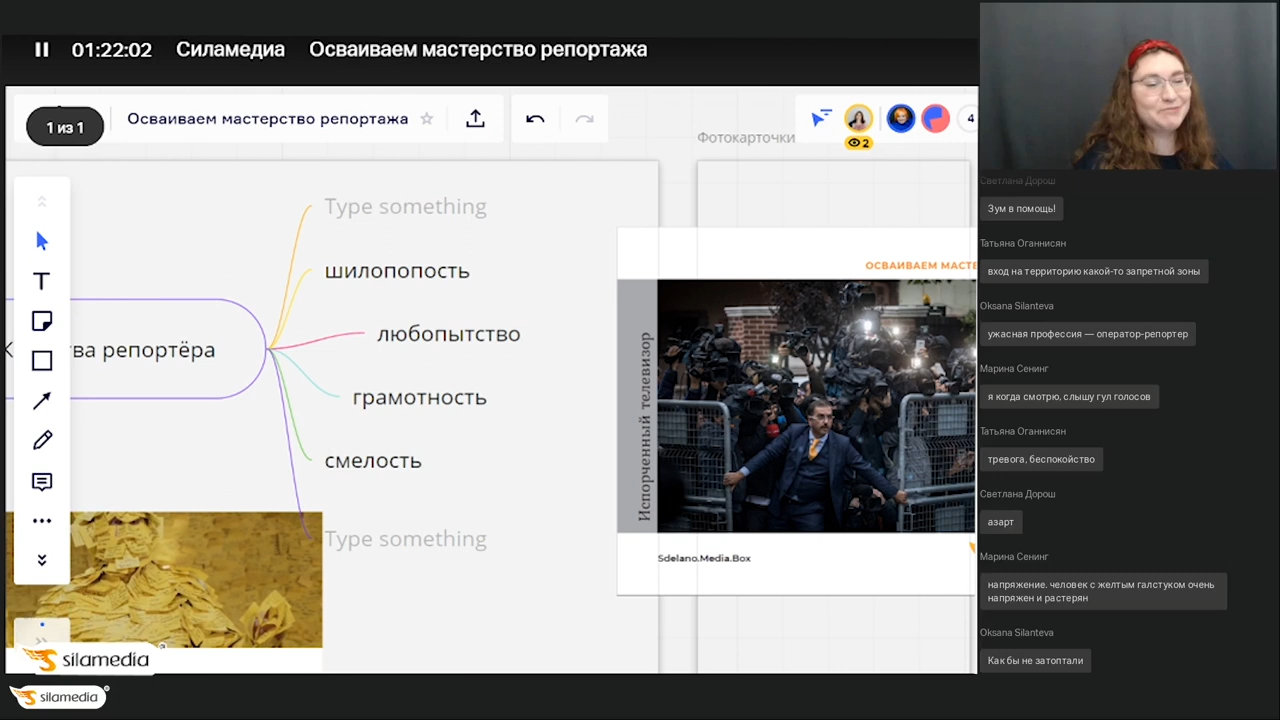 01:22:02 Силамедиа Осваиваем мастерство репортажа
1 из 1
Осваиваем мастерство репортажа
4
2
Фотокарточки
Type something
шилопопость
любопытство
ва репортёра
грамотность
смелость
Type something
ОСВАИВАЕМ МАСТЕ
Испорченный телевизор
Sdelano.Media.Box
silamedia
silamedia
Светлана Дорош
Зум в помощь!
Татьяна Оганнисян
вход на территорию какой-то запретной зоны
Oksana Silanteva
ужасная профессия — оператор-репортер
Марина Сенинг
я когда смотрю, слышу гул голосов
Татьяна Оганнисян
тревога, беспокойство
Светлана Дорош
азарт
Марина Сенинг
напряжение. человек с желтым галстуком очень
напряжен и растерян
Oksana Silanteva
Как бы не затоптали